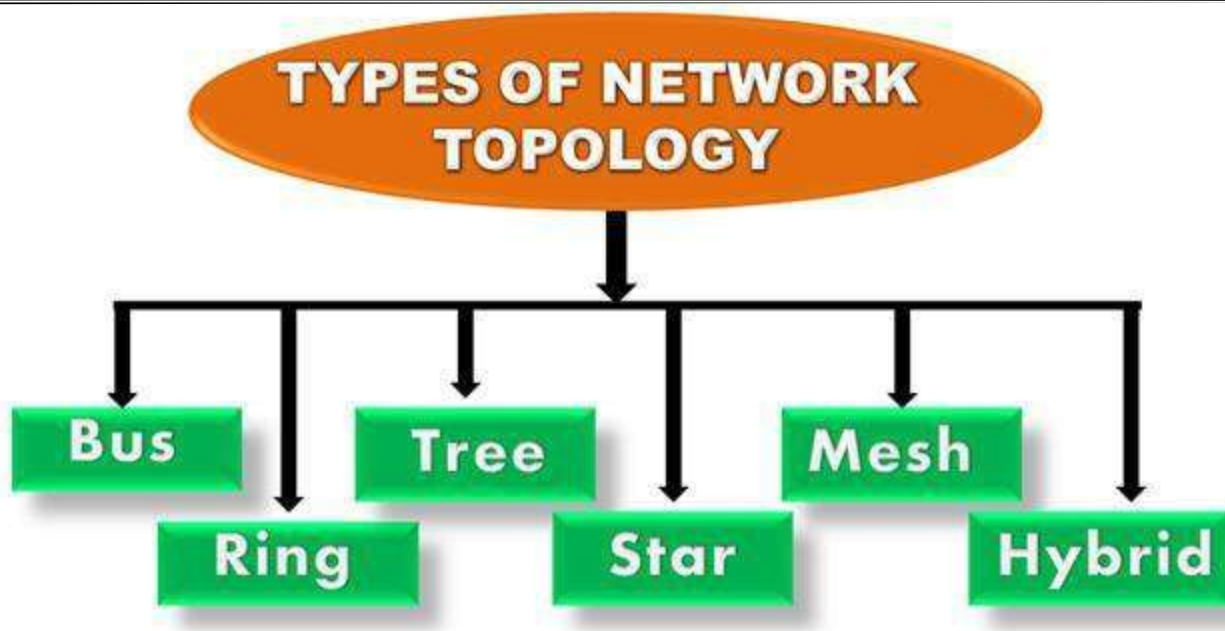 TYPES OF NETWORK
TOPOLOGY
Bus
Tree
Mesh
Ring
Star
Hybrid